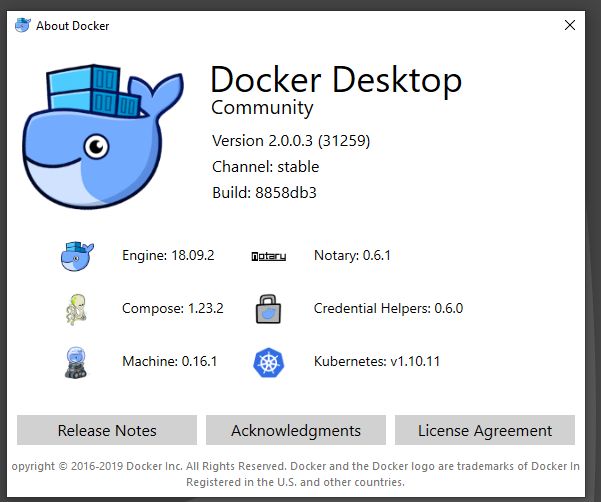 About Docker
Docker Desktop
Community
Version 2.0.0.3 (31259)
Channel: stable
Build: 8858db3
Engine: 18.09.2
notary
Notary: 0.6.1
Compose: 1.23.2
Credential Helpers: 0.6.0
Machine: 0.16.1
Kubernetes: v1.10.11
Release Notes
Acknowledgments
License Agreement
opyright © 2016-2019 Docker Inc. All Rights Reserved. Docker and the Docker logo are trademarks of Docker In
Registered in the U.S. and other countries.